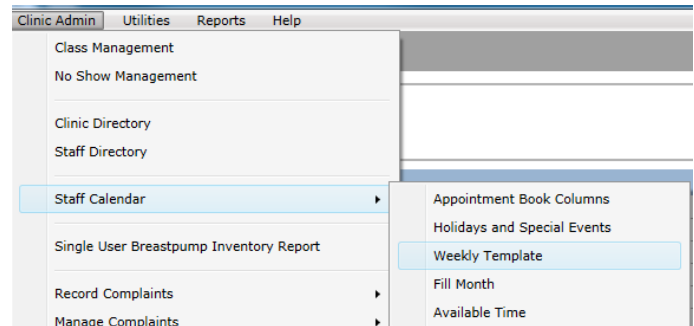 Clinic Admin Utilities Reports Help
Class Management
No Show Management
Clinic Directory
Staff Directory
Staff Calendar
Appointment Book Columns
Holidays and Special Events
Weekly Template
Fill Month
Available Time
Single User Breastpump Inventory Report
Record Complaints
Manage Complaints